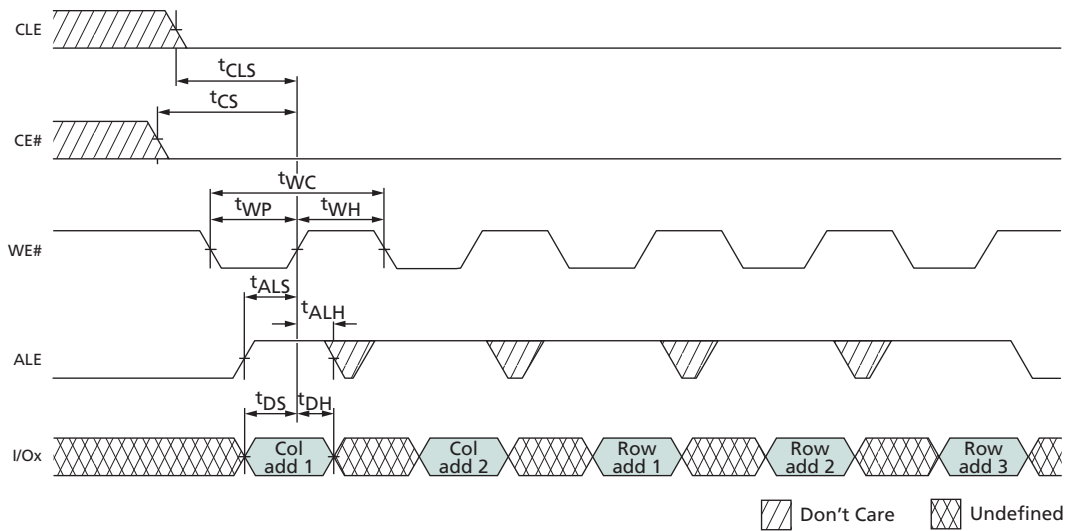 CLE
tCLS
tCS
CE#
tWC
tWP
tWH
WE#
tALS
tALH
ALE
tDS
tDH
I/Ox
Col add 1
Col add 2
Row add 1
Row add 2
Row add 3
Don't Care
Undefined